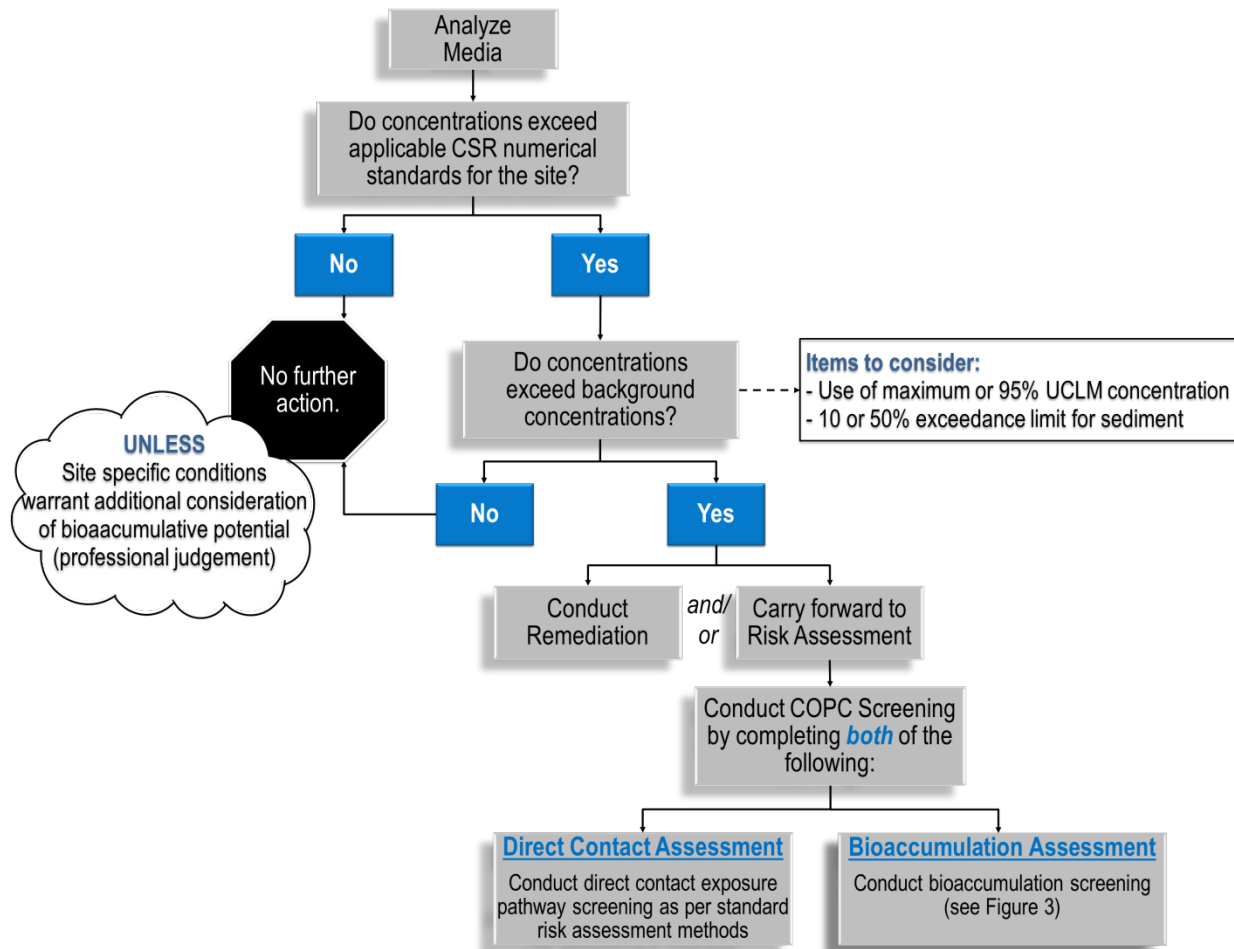 Analyze
Media
Do concentrations exceed
applicable CSR numerical
standards for the site?
No
Yes
No further
action.
Do concentrations
exceed background
concentrations?
Items to consider:
- Use of maximum or 95% UCLM concentration
- 10 or 50% exceedance limit for sediment
UNLESS
Site specific conditions
warrant additional consideration
of bioaacumulative potential
(professional judgement)
No
Yes
Conduct
Remediation
and/
or
Carry forward to
Risk Assessment
Conduct COPC Screening
by completing both of the
following:
Direct Contact Assessment
Conduct direct contact exposure
pathway screening as per standard
risk assessment methods
Bioaccumulation Assessment
Conduct bioaccumulation screening
(see Figure 3)